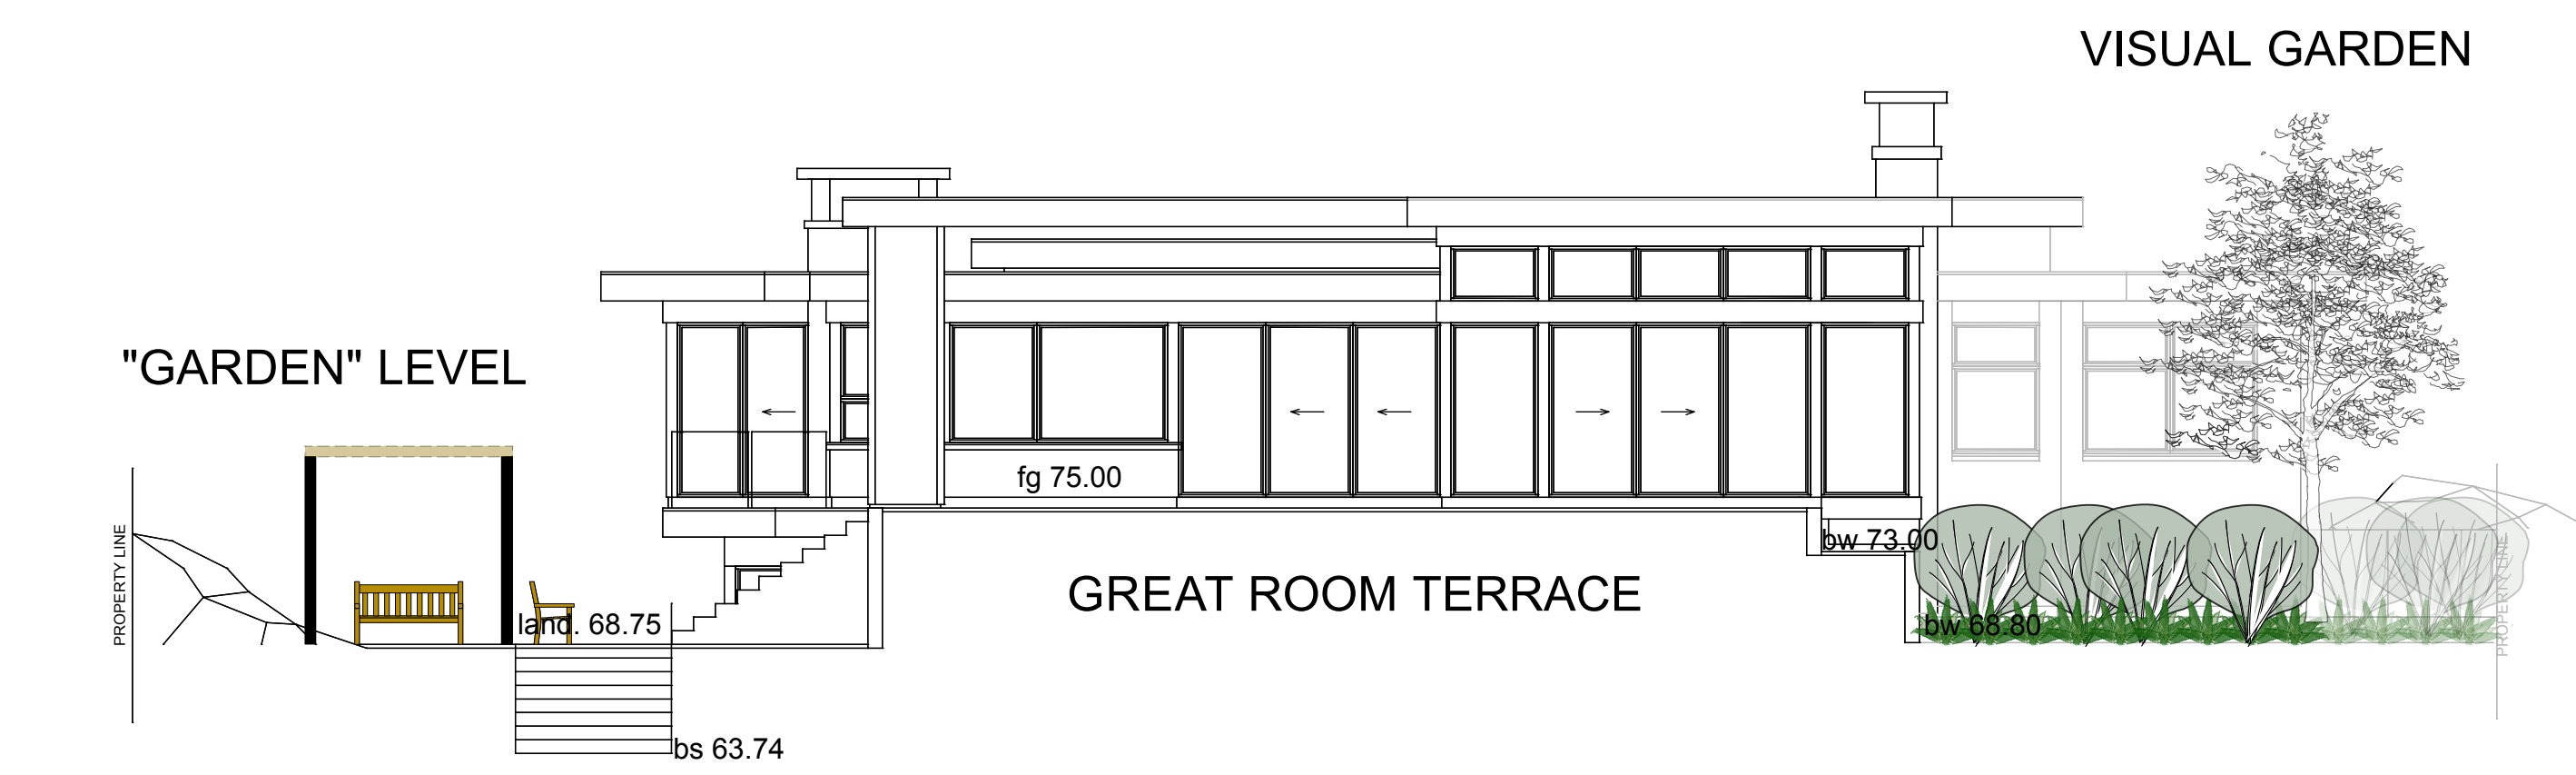 VISUAL GARDEN
"GARDEN" LEVEL
fg 75.00
PROPERTY LINE
bw 73.00
GREAT ROOM TERRACE
PROPERTY LINE
land. 68.75
bw 68.80
bs 63.74